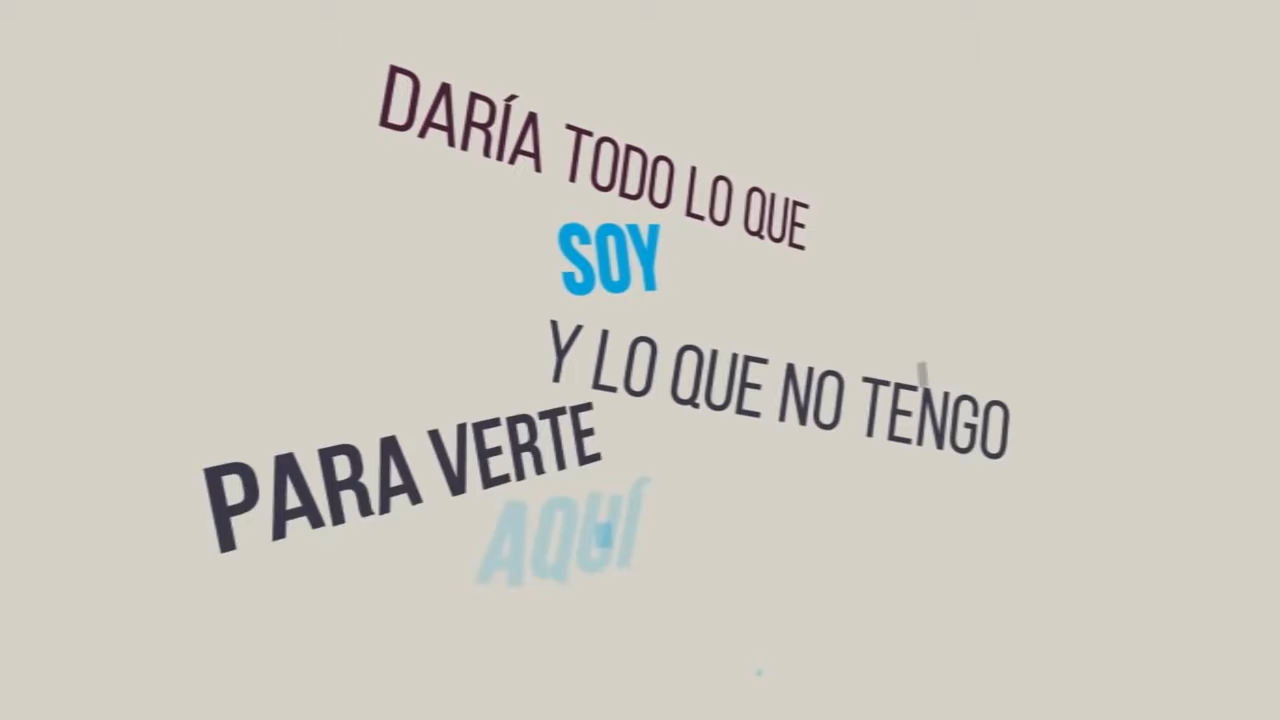 DARÍA TODO LO QUE
SOY
Y LO QUE NO TENGO
PARA VERTE
AQUÍ